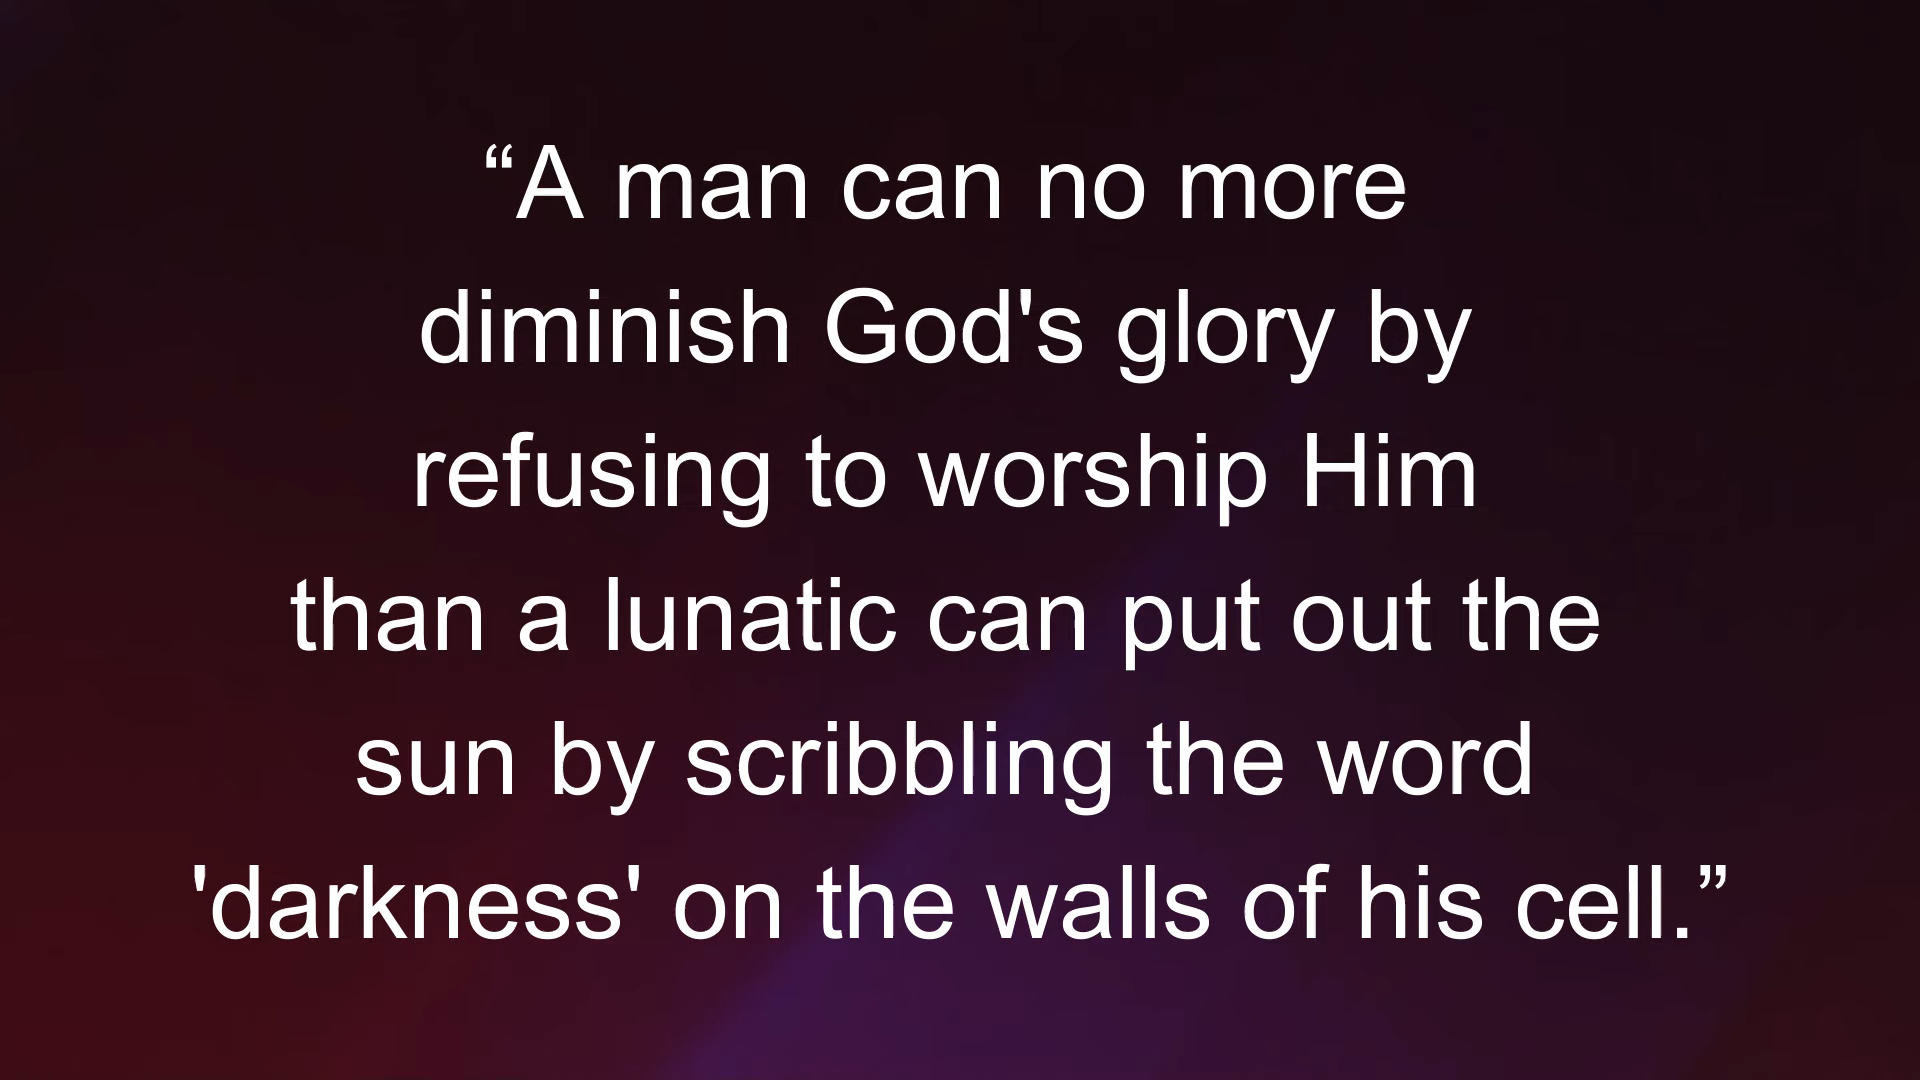 “A man can no more
diminish God's glory by
refusing to worship Him
than a lunatic can put out the
sun by scribbling the word
'darkness' on the walls of his cell.”